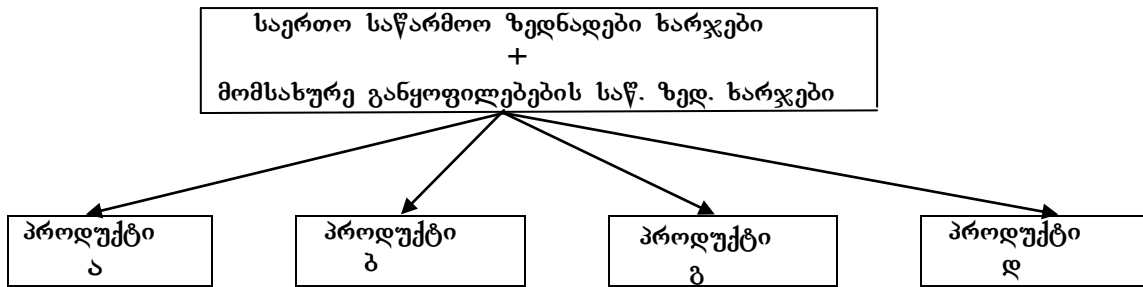 საერთო საწარმოო ზედნადები ხარჯები
+
მომსახურე განყოფილებების საწ. ზედ. ხარჯები
პროდუქტი
ა
პროდუქტი
ბ
პროდუქტი
გ
პროდუქტი
დ